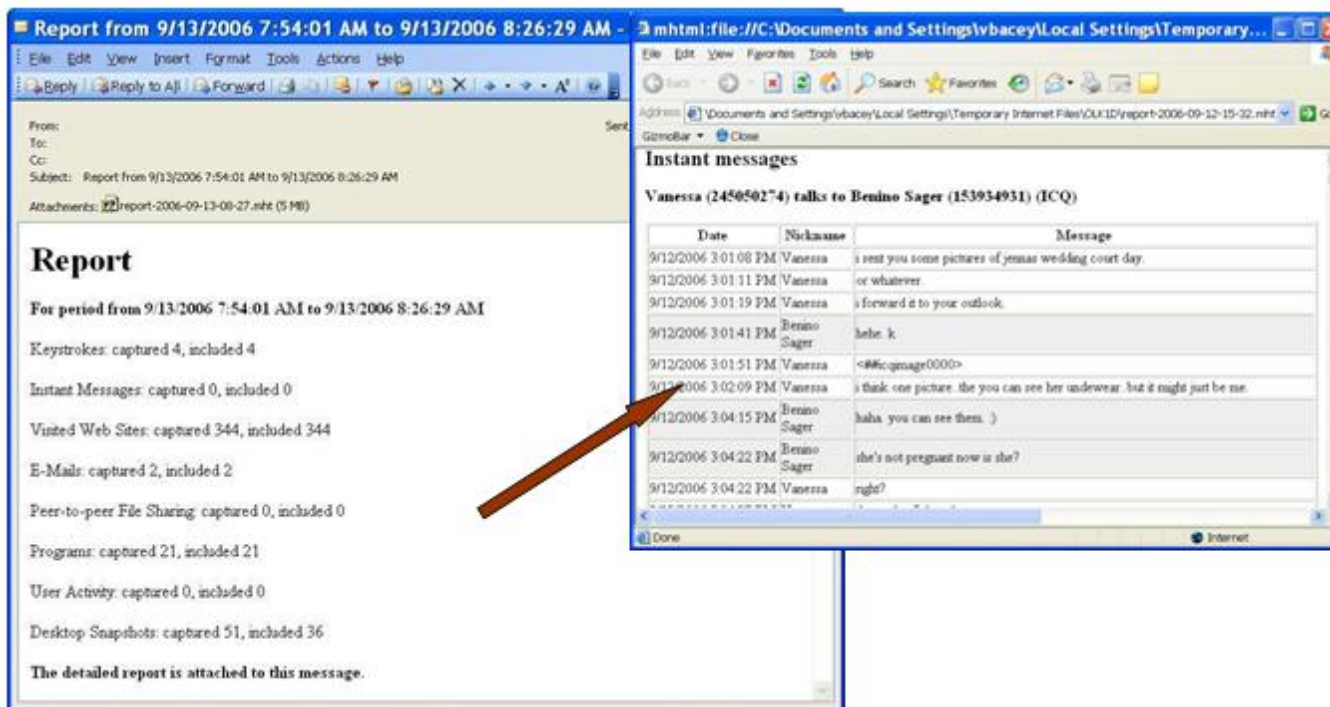 Report from 9/13/2006 7:54:01 AM to 9/13/2006 8:26:29 AM -
File Edit View Insert Format Tools Actions Help
Reply Reply to All Forward
From:
Sent
To:
Cc:
Subject: Report from 9/13/2006 7:54:01 AM to 9/13/2006 8:26:29 AM
Attachments: report-2006-09-13-08-27.mht (5 MB)
Report
For period from 9/13/2006 7:54:01 AM to 9/13/2006 8:26:29 AM
Keystrokes: captured 4, included 4
Instant Messages: captured 0, included 0
Visited Web Sites: captured 344, included 344
E-Mails: captured 2, included 2
Peer-to-peer File Sharing: captured 0, included 0
Programs: captured 21, included 21
User Activity: captured 0, included 0
Desktop Snapshots: captured 51, included 36
The detailed report is attached to this message.
mhtml:file://C:\Documents and Settings\vbacey\Local Settings\Temporary...
File Edit View Favorites Tools Help
Back Search Favorites
Address \Documents and Settings\vbacey\Local Settings\Temporary Internet Files\OLK1D\report-2006-09-12-15-32.mht Go
GizmoBar Close
Instant messages
Vanessa (245050274) talks to Benino Sager (153934931) (ICQ)
Date Nickname Message
9/12/2006 3:01:08 PM Vanessa i sent you some pictures of jennas wedding court day.
9/12/2006 3:01:11 PM Vanessa or whatever.
9/12/2006 3:01:19 PM Vanessa i forward it to your outlook.
9/12/2006 3:01:41 PM Benino Sager hehe. k
9/12/2006 3:01:51 PM Vanessa <##icqimage0000>
9/12/2006 3:02:09 PM Vanessa i think one picture .the you can see her undewear .but it might just be me.
9/12/2006 3:04:15 PM Benino Sager haha. you can see them. :)
9/12/2006 3:04:22 PM Benino Sager she's not pregnant now is she?
9/12/2006 3:04:22 PM Vanessa right?
Done Internet